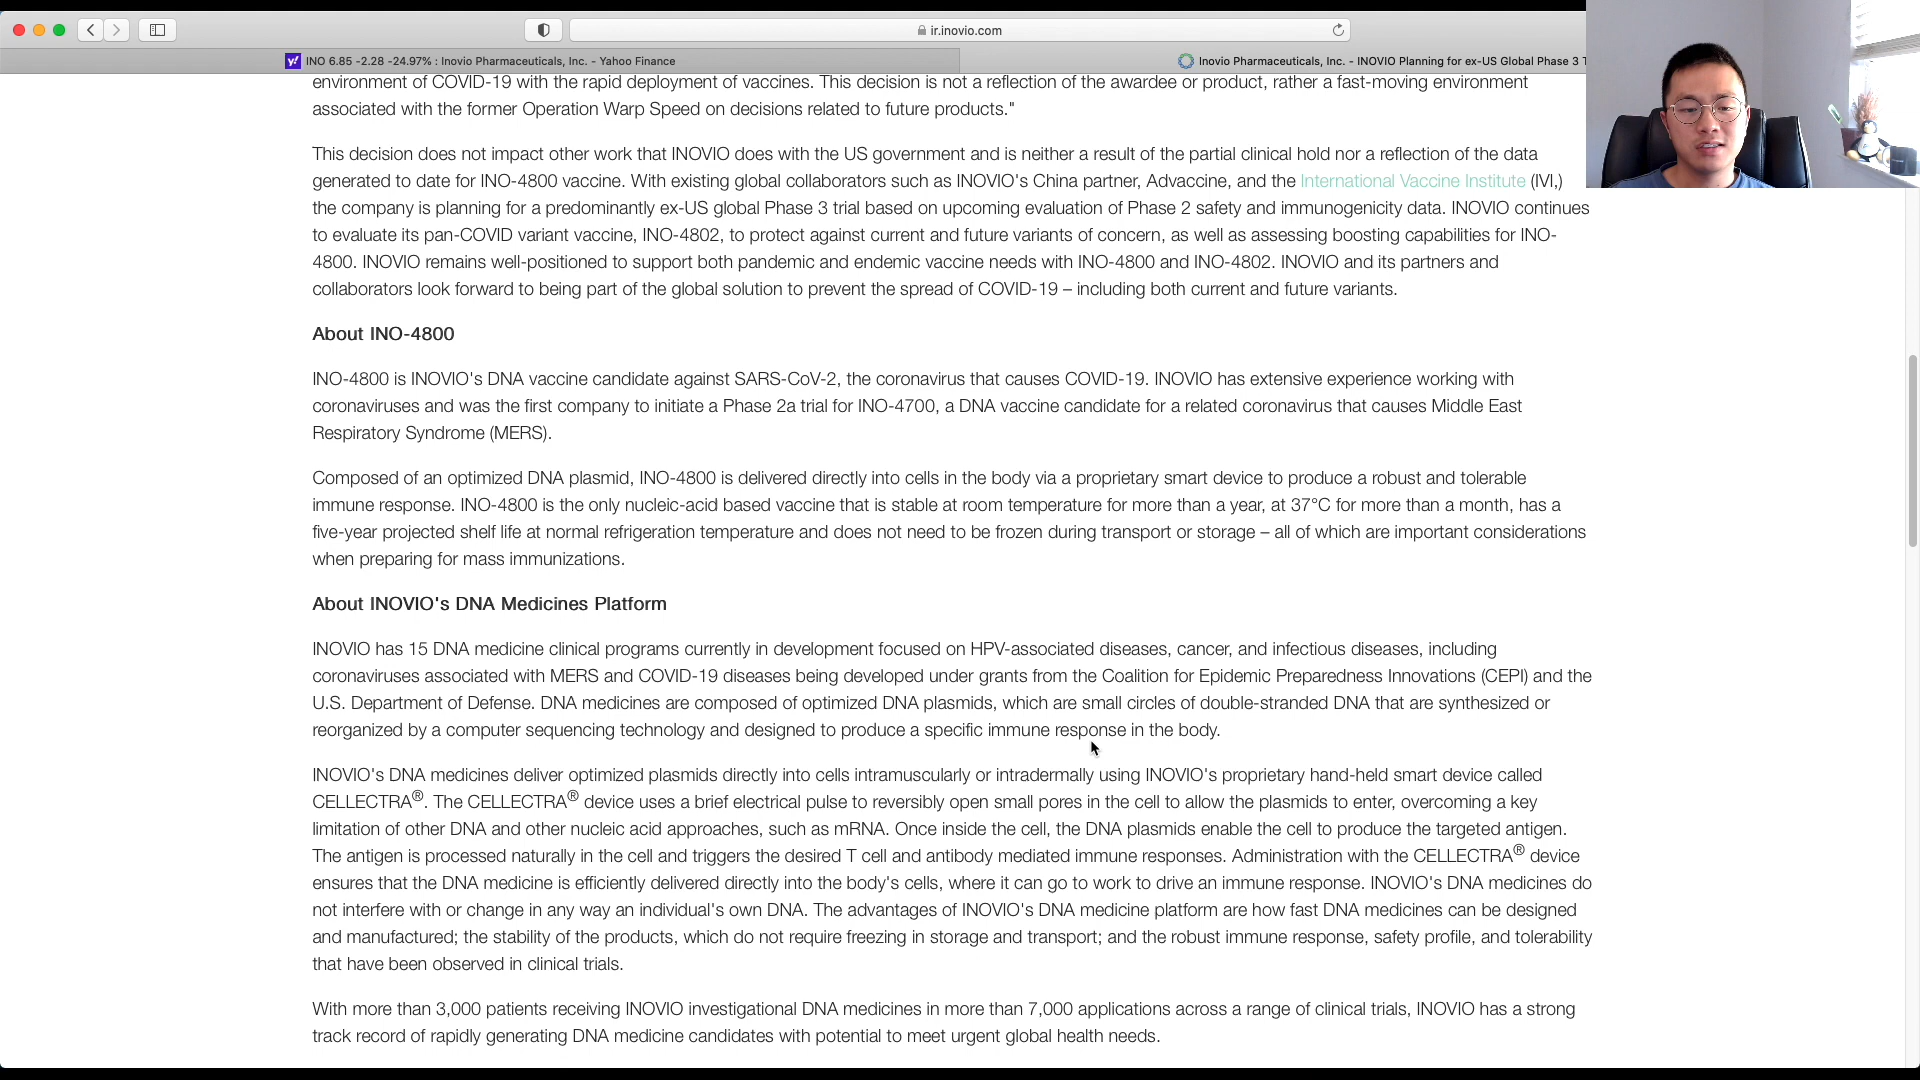 ir.inovio.com
INO 6.85 -2.28 -24.97% : Inovio Pharmaceuticals, Inc. - Yahoo Finance
Inovio Pharmaceuticals, Inc. - INOVIO Planning for ex-US Global Phase 3 T
environment of COVID-19 with the rapid deployment of vaccines. This decision is not a reflection of the awardee or product, rather a fast-moving environment
associated with the former Operation Warp Speed on decisions related to future products."
This decision does not impact other work that INOVIO does with the US government and is neither a result of the partial clinical hold nor a reflection of the data
generated to date for INO-4800 vaccine. With existing global collaborators such as INOVIO's China partner, Advaccine, and the International Vaccine Institute (IVI,)
the company is planning for a predominantly ex-US global Phase 3 trial based on upcoming evaluation of Phase 2 safety and immunogenicity data. INOVIO continues
to evaluate its pan-COVID variant vaccine, INO-4802, to protect against current and future variants of concern, as well as assessing boosting capabilities for INO-
4800. INOVIO remains well-positioned to support both pandemic and endemic vaccine needs with INO-4800 and INO-4802. INOVIO and its partners and
collaborators look forward to being part of the global solution to prevent the spread of COVID-19 – including both current and future variants.
About INO-4800
INO-4800 is INOVIO's DNA vaccine candidate against SARS-CoV-2, the coronavirus that causes COVID-19. INOVIO has extensive experience working with
coronaviruses and was the first company to initiate a Phase 2a trial for INO-4700, a DNA vaccine candidate for a related coronavirus that causes Middle East
Respiratory Syndrome (MERS).
Composed of an optimized DNA plasmid, INO-4800 is delivered directly into cells in the body via a proprietary smart device to produce a robust and tolerable
immune response. INO-4800 is the only nucleic-acid based vaccine that is stable at room temperature for more than a year, at 37°C for more than a month, has a
five-year projected shelf life at normal refrigeration temperature and does not need to be frozen during transport or storage – all of which are important considerations
when preparing for mass immunizations.
About INOVIO's DNA Medicines Platform
INOVIO has 15 DNA medicine clinical programs currently in development focused on HPV-associated diseases, cancer, and infectious diseases, including
coronaviruses associated with MERS and COVID-19 diseases being developed under grants from the Coalition for Epidemic Preparedness Innovations (CEPI) and the
U.S. Department of Defense. DNA medicines are composed of optimized DNA plasmids, which are small circles of double-stranded DNA that are synthesized or
reorganized by a computer sequencing technology and designed to produce a specific immune response in the body.
INOVIO's DNA medicines deliver optimized plasmids directly into cells intramuscularly or intradermally using INOVIO's proprietary hand-held smart device called
CELLECTRA®. The CELLECTRA® device uses a brief electrical pulse to reversibly open small pores in the cell to allow the plasmids to enter, overcoming a key
limitation of other DNA and other nucleic acid approaches, such as mRNA. Once inside the cell, the DNA plasmids enable the cell to produce the targeted antigen.
The antigen is processed naturally in the cell and triggers the desired T cell and antibody mediated immune responses. Administration with the CELLECTRA® device
ensures that the DNA medicine is efficiently delivered directly into the body's cells, where it can go to work to drive an immune response. INOVIO's DNA medicines do
not interfere with or change in any way an individual's own DNA. The advantages of INOVIO's DNA medicine platform are how fast DNA medicines can be designed
and manufactured; the stability of the products, which do not require freezing in storage and transport; and the robust immune response, safety profile, and tolerability
that have been observed in clinical trials.
With more than 3,000 patients receiving INOVIO investigational DNA medicines in more than 7,000 applications across a range of clinical trials, INOVIO has a strong
track record of rapidly generating DNA medicine candidates with potential to meet urgent global health needs.